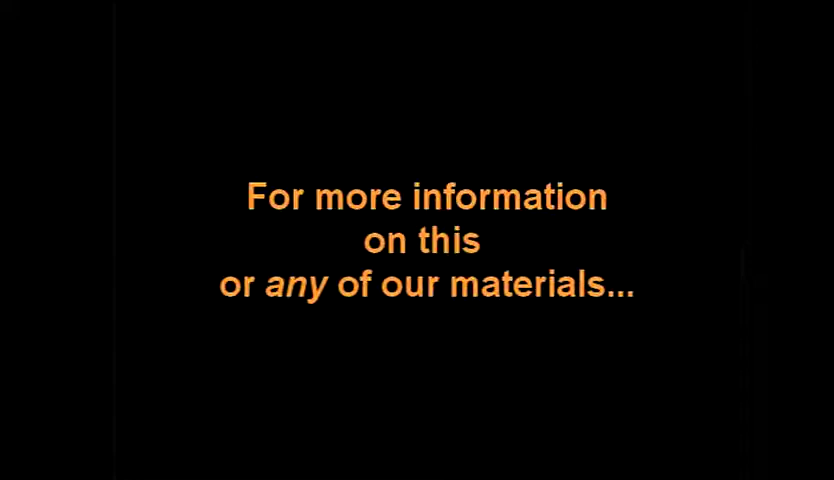 For more information
on this
or any of our materials...